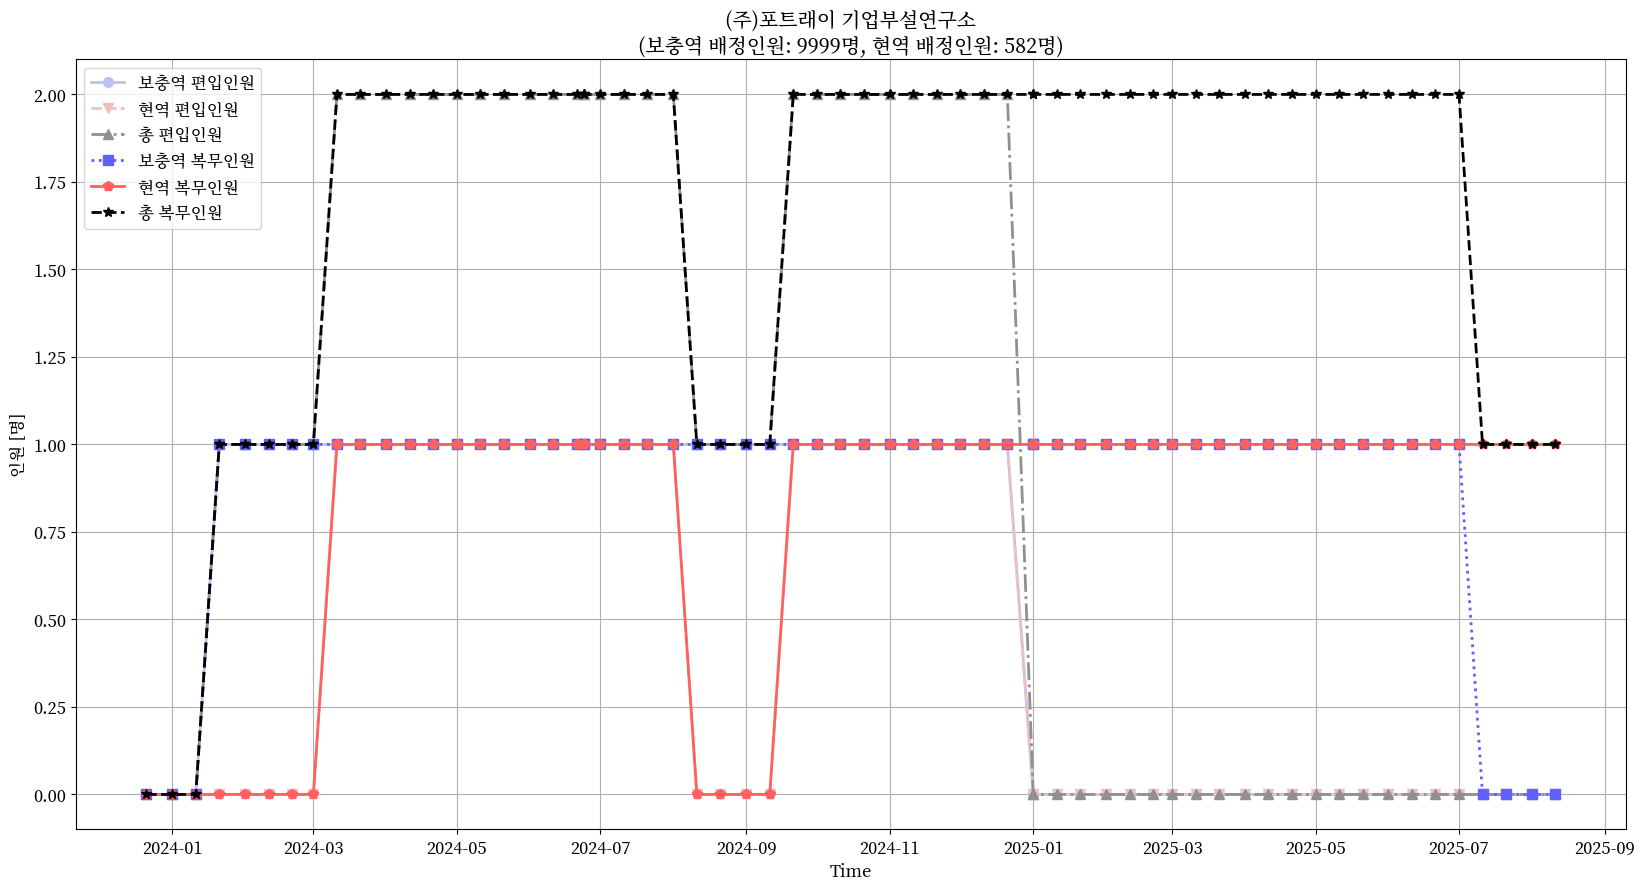 (주)포트래이 기업부설연구소
(보충역 배정인원: 9999명, 현역 배정인원: 582명)
보충역 편입인원
현역 편입인원
총 편입인원
보충역 복무인원
현역 복무인원
총 복무인원
2.00
1.75
1.50
1.25
1.00
0.75
0.50
0.25
0.00
인원 [명]
2024-01 2024-03 2024-05 2024-07 2024-09 2024-11 2025-01 2025-03 2025-05 2025-07 2025-09
Time